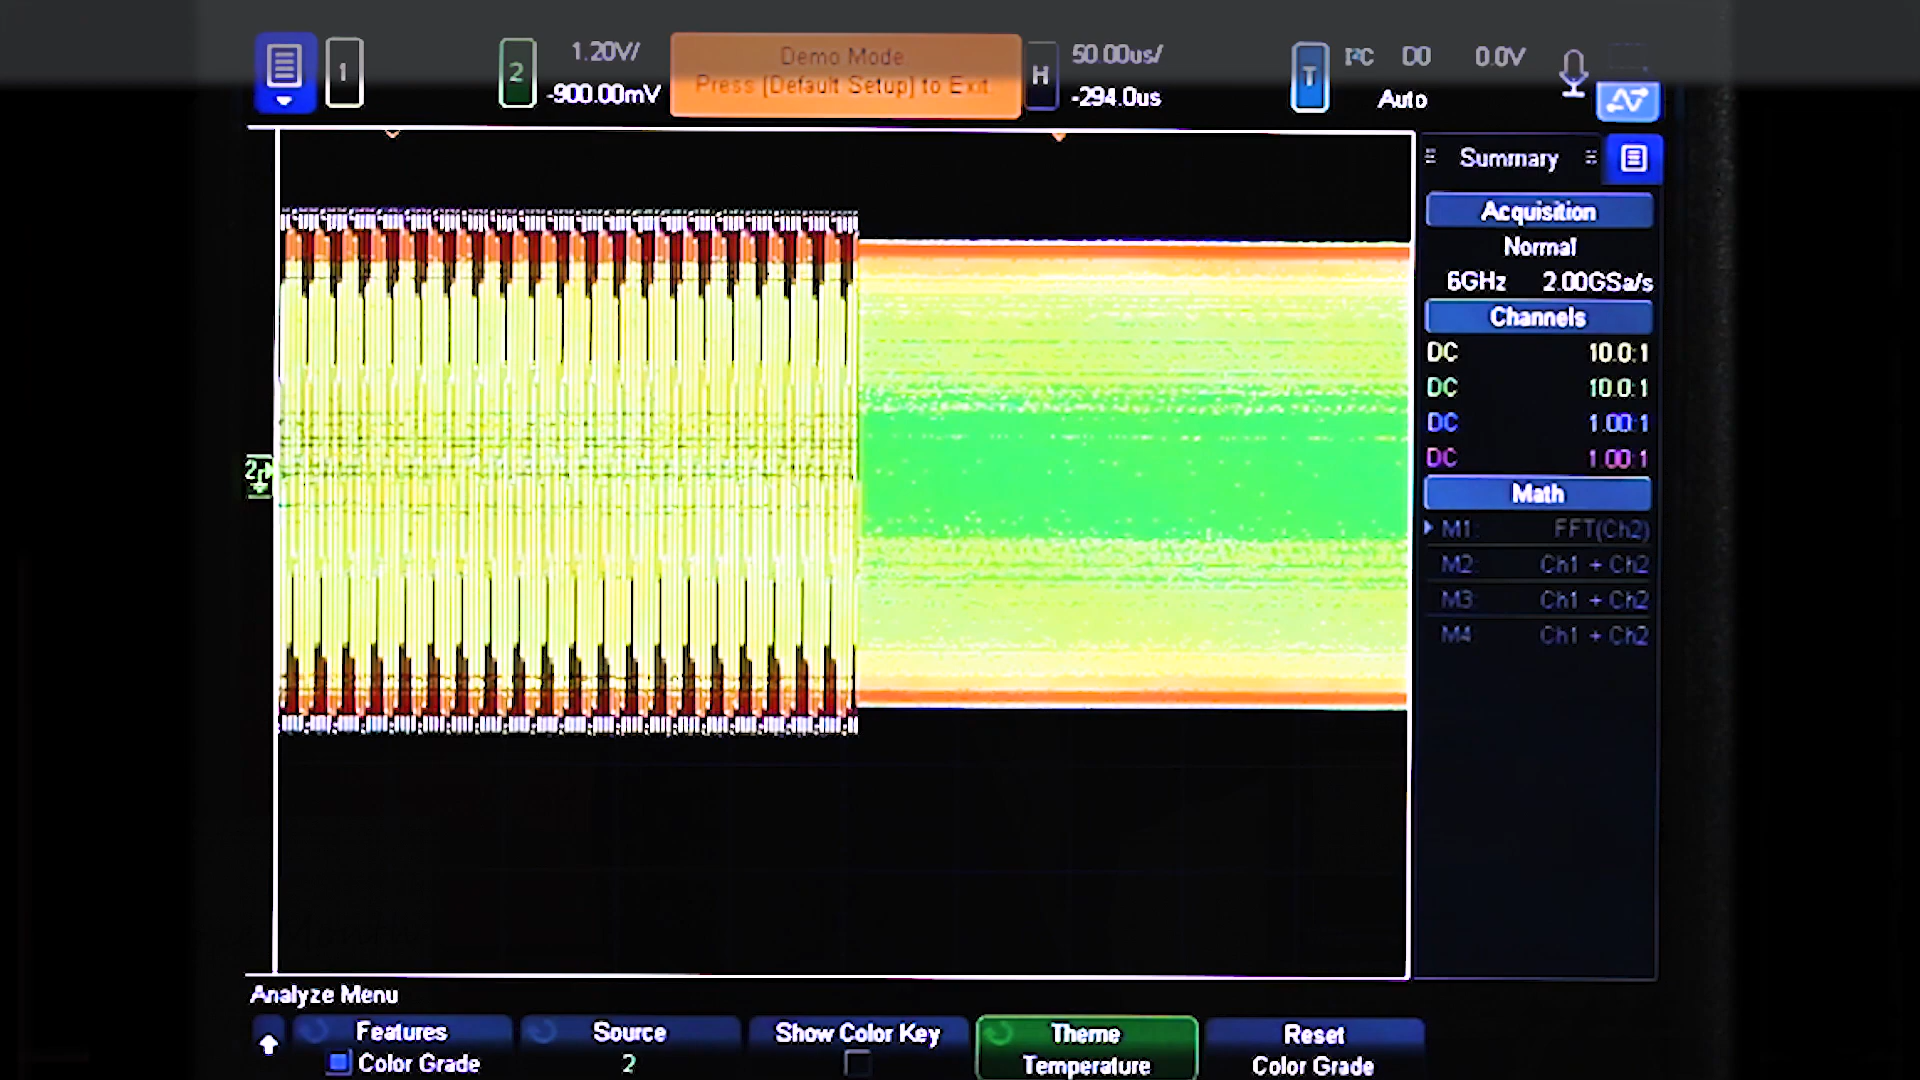 1
2
1.20V/
-900.00mV
Demo Mode
Press [Default Setup] to Exit.
H
50.00us/
-294.0us
T
I²C D0 0.0V
Auto
Summary
Acquisition
Normal
6GHz 2.00GSa/s
Channels
DC 10.0:1
DC 10.0:1
DC 1.00:1
DC 1.00:1
Math
M1: FFT(Ch2)
M2: Ch1 + Ch2
M3: Ch1 + Ch2
M4: Ch1 + Ch2
2
Analyze Menu
Features
Color Grade
Source
2
Show Color Key
Theme
Temperature
Reset
Color Grade